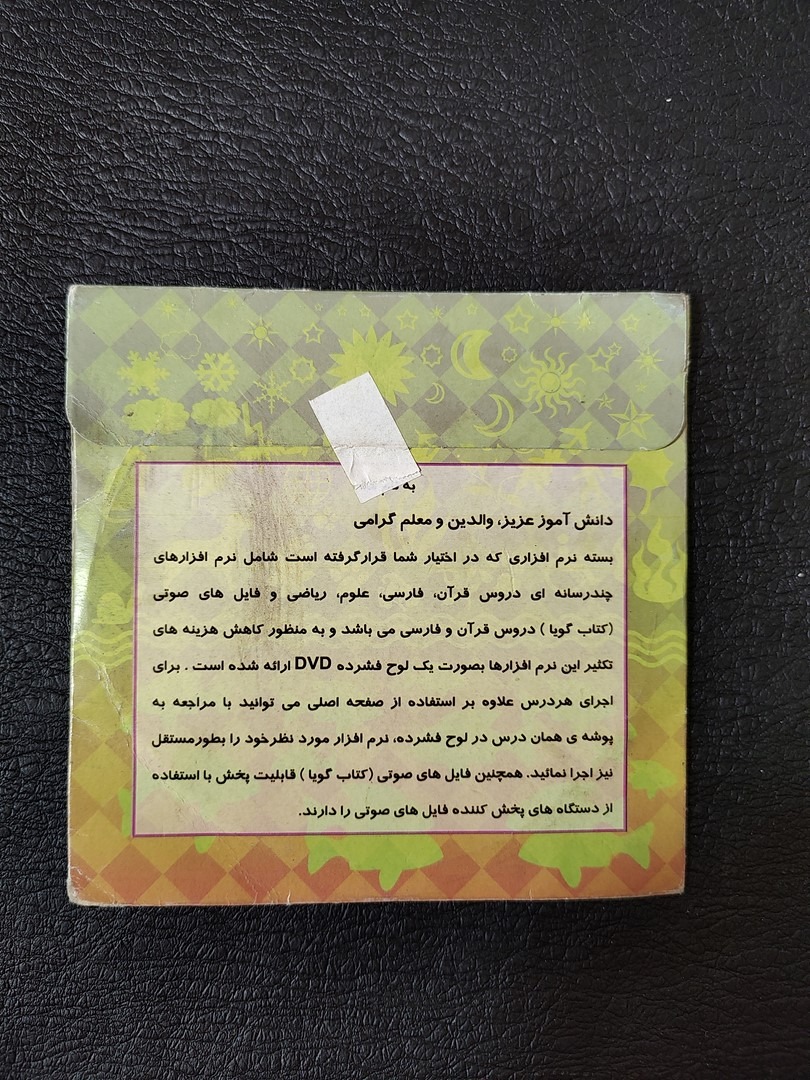 به
دانش آموز عزیز، والدین و معلم گرامی
بسته نرم افزاری که در اختیار شما قرارگرفته است شامل نرم افزارهای
چندرسانه ای دروس قرآن، فارسی، علوم، ریاضی و فایل های صوتی
(کتاب گویا ) دروس قرآن و فارسی می باشد و به منظور کاهش هزینه های
تکثیر این نرم افزارها بصورت یک لوح فشرده DVD ارائه شده است . برای
اجرای هردرس علاوه بر استفاده از صفحه اصلی می توانید با مراجعه به
پوشه ی همان درس در لوح فشرده، نرم افزار مورد نظرخود را بطورمستقل
نیز اجرا نمائید. همچنین فایل های صوتی (کتاب گویا ) قابلیت پخش با استفاده
از دستگاه های پخش کننده فایل های صوتی را دارند.